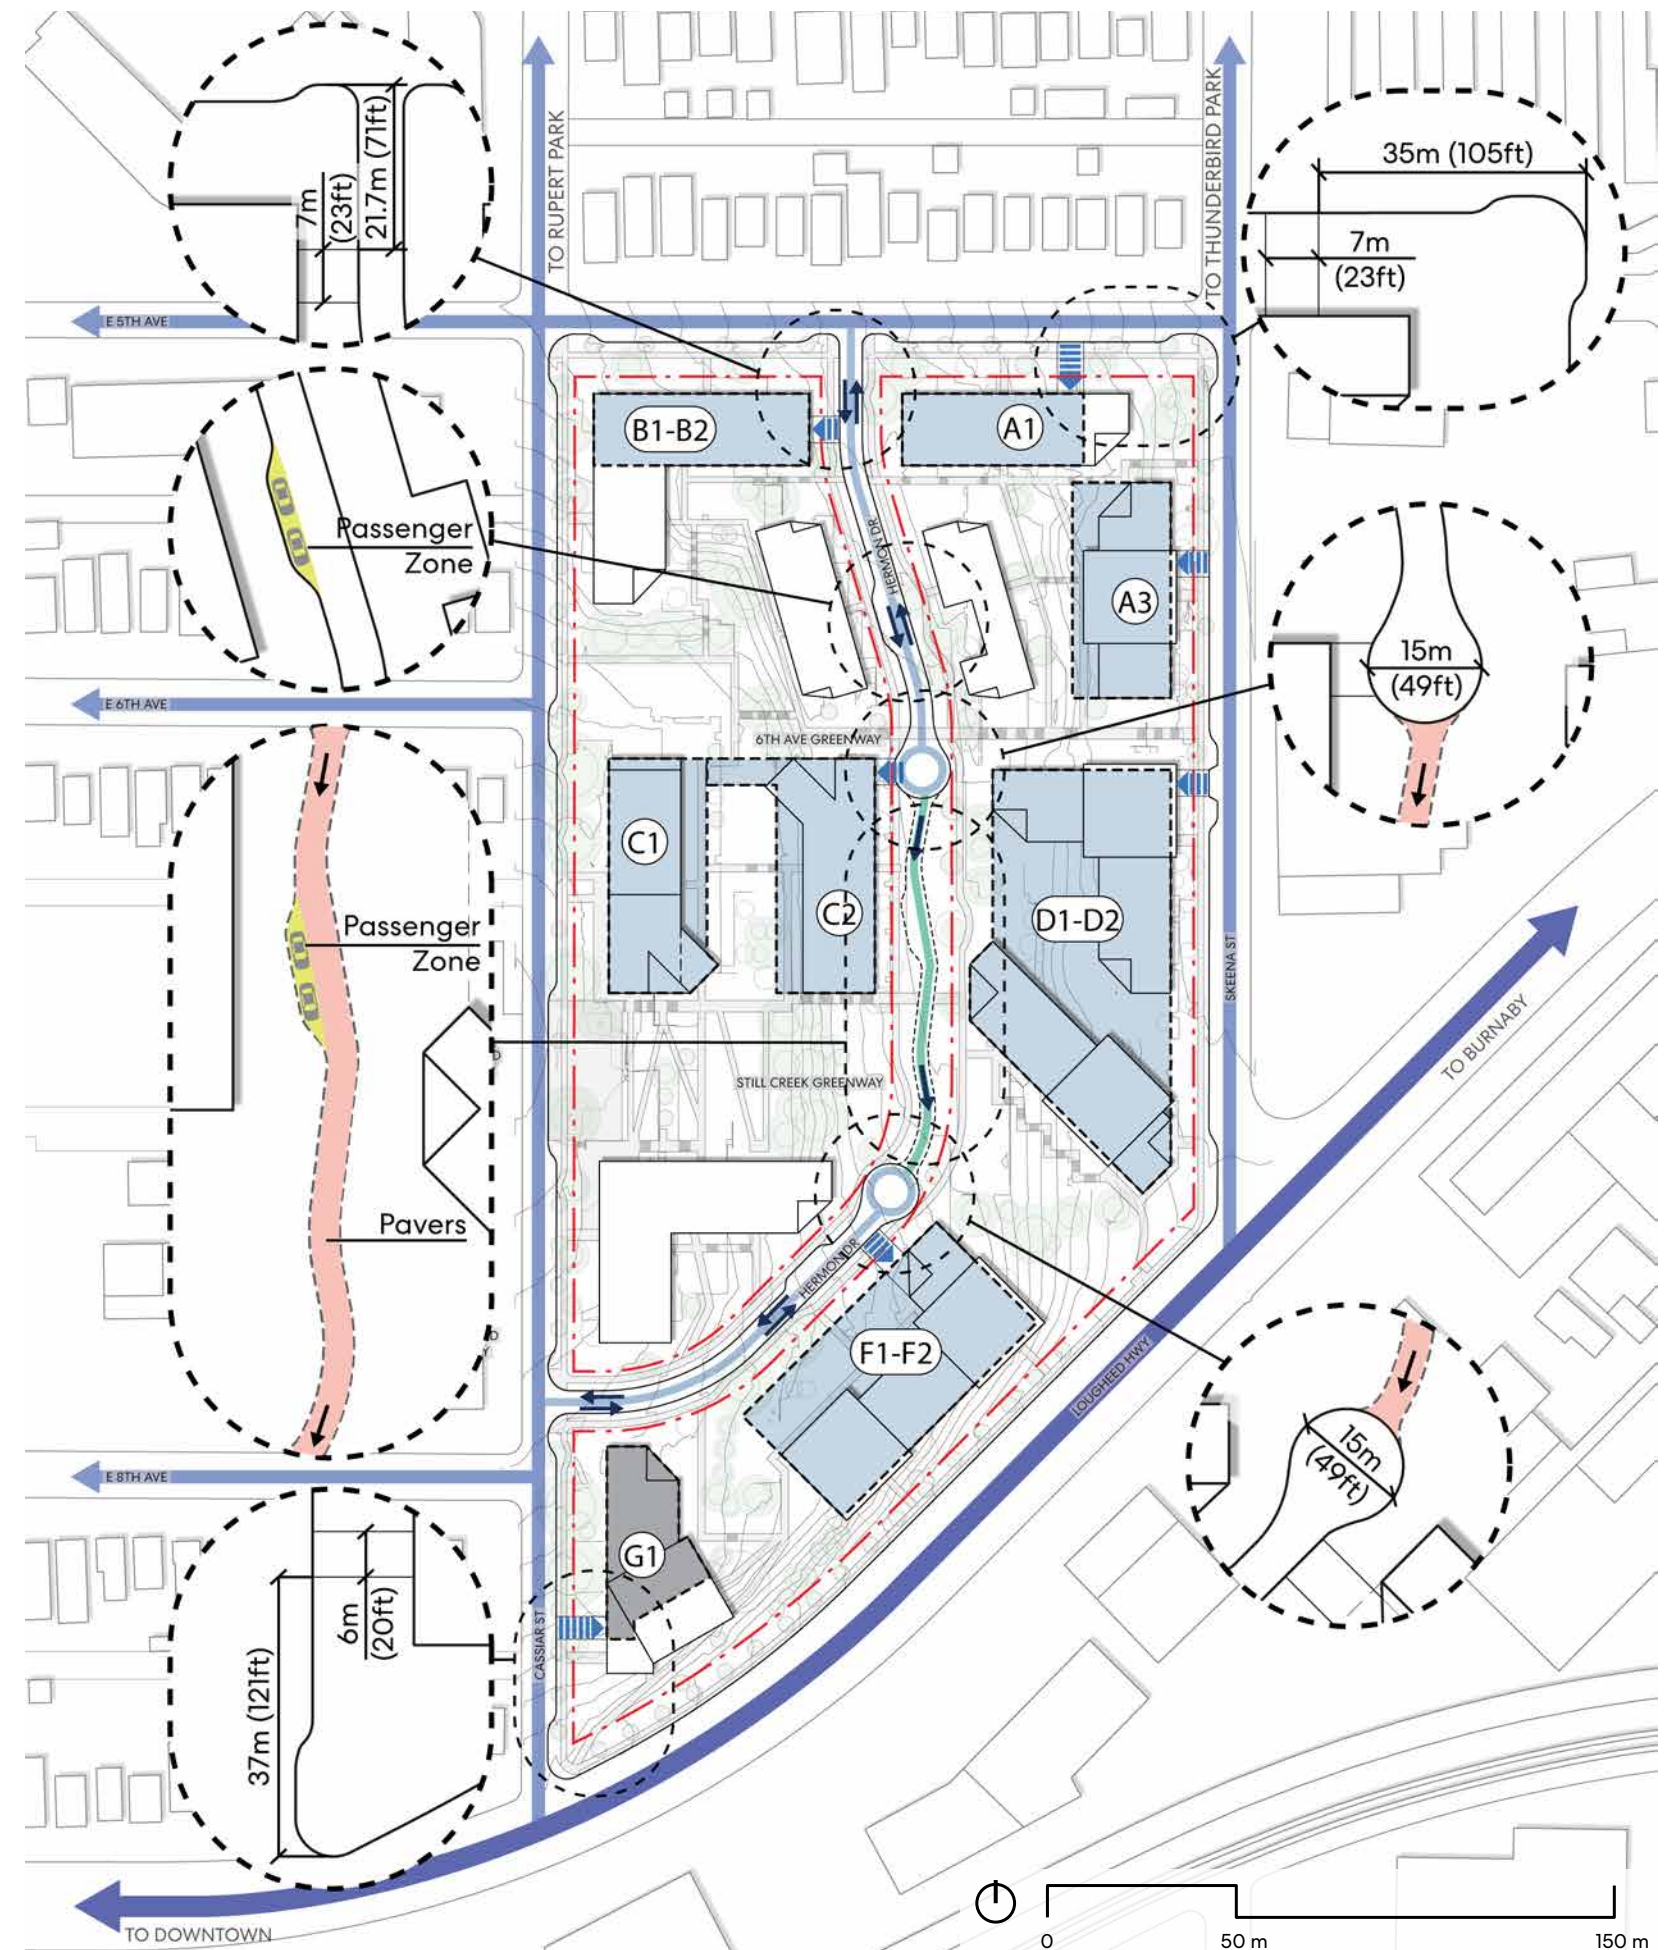 TO RUPERT PARK
TO THUNDERBIRD PARK
7m
(23ft)
21.7m (71ft)
35m (105ft)
7m
(23ft)
E 5TH AVE
B1-B2
A1
HERMON DR
Passenger
Zone
A3
15m
(49ft)
E 6TH AVE
6TH AVE GREENWAY
C1
C2
D1-D2
Passenger
Zone
SKEENA ST
TO BURNABY
STILL CREEK GREENWAY
Pavers
HERMON DR
F1-F2
LOUGHEED HWY
15m
(49ft)
E 8TH AVE
G1
6m
(20ft)
37m (121ft)
CASSIAR ST
TO DOWNTOWN
0
50 m
150 m